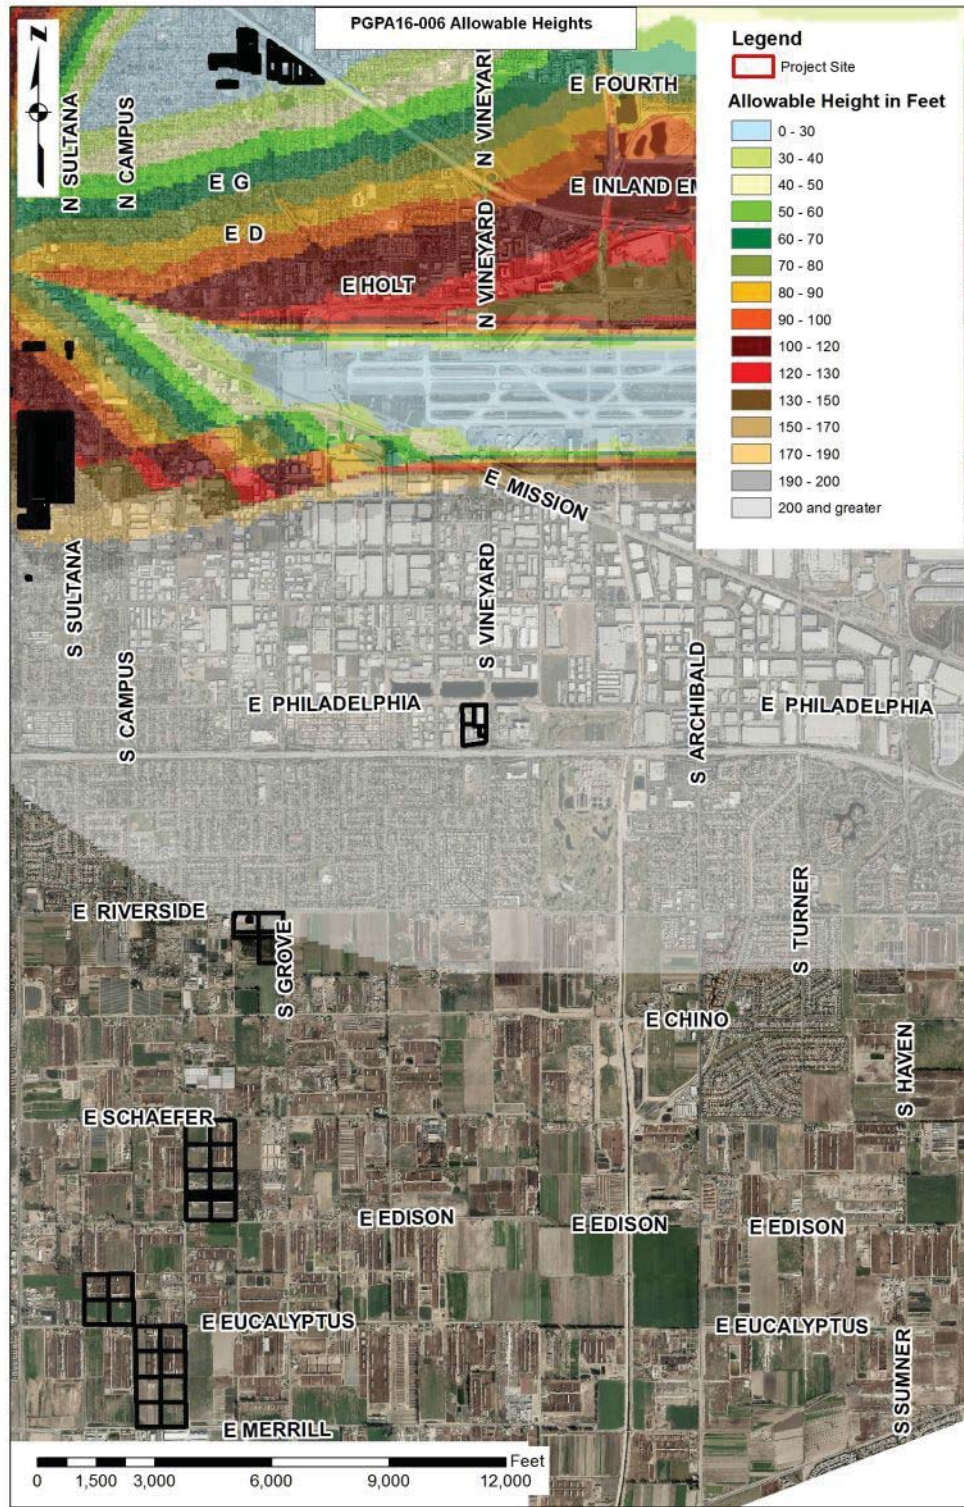 PGPA16-006 Allowable Heights
N
Legend
Project Site
Allowable Height in Feet
0 - 30
30 - 40
40 - 50
50 - 60
60 - 70
70 - 80
80 - 90
90 - 100
100 - 120
120 - 130
130 - 150
150 - 170
170 - 190
190 - 200
200 and greater
N SULTANA
N CAMPUS
N VINEYARD
E FOURTH
E G
E INLAND EM
E D
N VINEYARD
E HOLT
E MISSION
S SULTANA
S VINEYARD
S CAMPUS
E PHILADELPHIA
S ARCHIBALD
E PHILADELPHIA
E RIVERSIDE
S GROVE
S TURNER
E CHINO
S HAVEN
E SCHAEFER
E EDISON
E EDISON
E EDISON
E EUCALYPTUS
E EUCALYPTUS
S SUMNER
E MERRILL
Feet
0 1,500 3,000 6,000 9,000 12,000